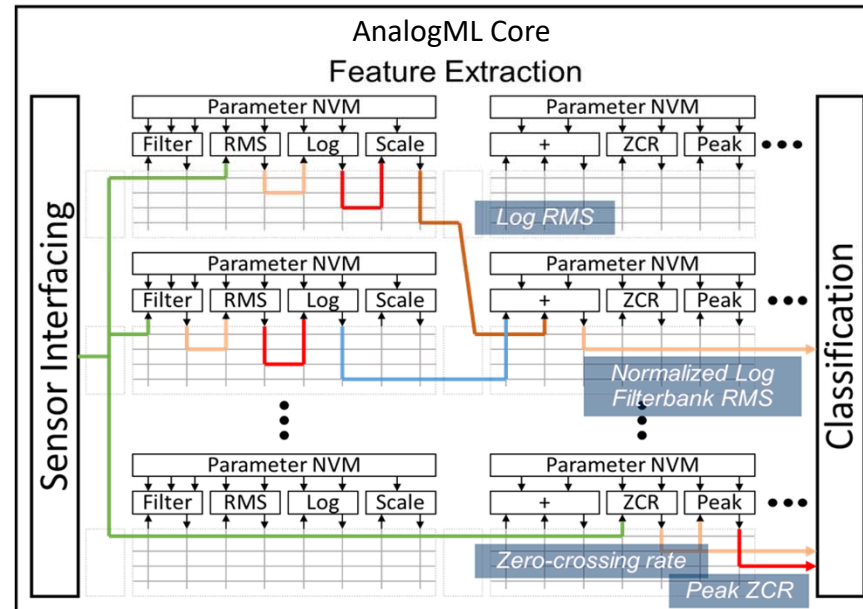 AnalogML Core
Feature Extraction
Sensor Interfacing
Parameter NVM
Filter RMS Log Scale
Parameter NVM
+ ZCR Peak
Log RMS
Parameter NVM
Filter RMS Log Scale
Parameter NVM
+ ZCR Peak
Normalized Log
Filterbank RMS
Parameter NVM
Filter RMS Log Scale
Parameter NVM
+ ZCR Peak
Zero-crossing rate
Peak ZCR
Classification